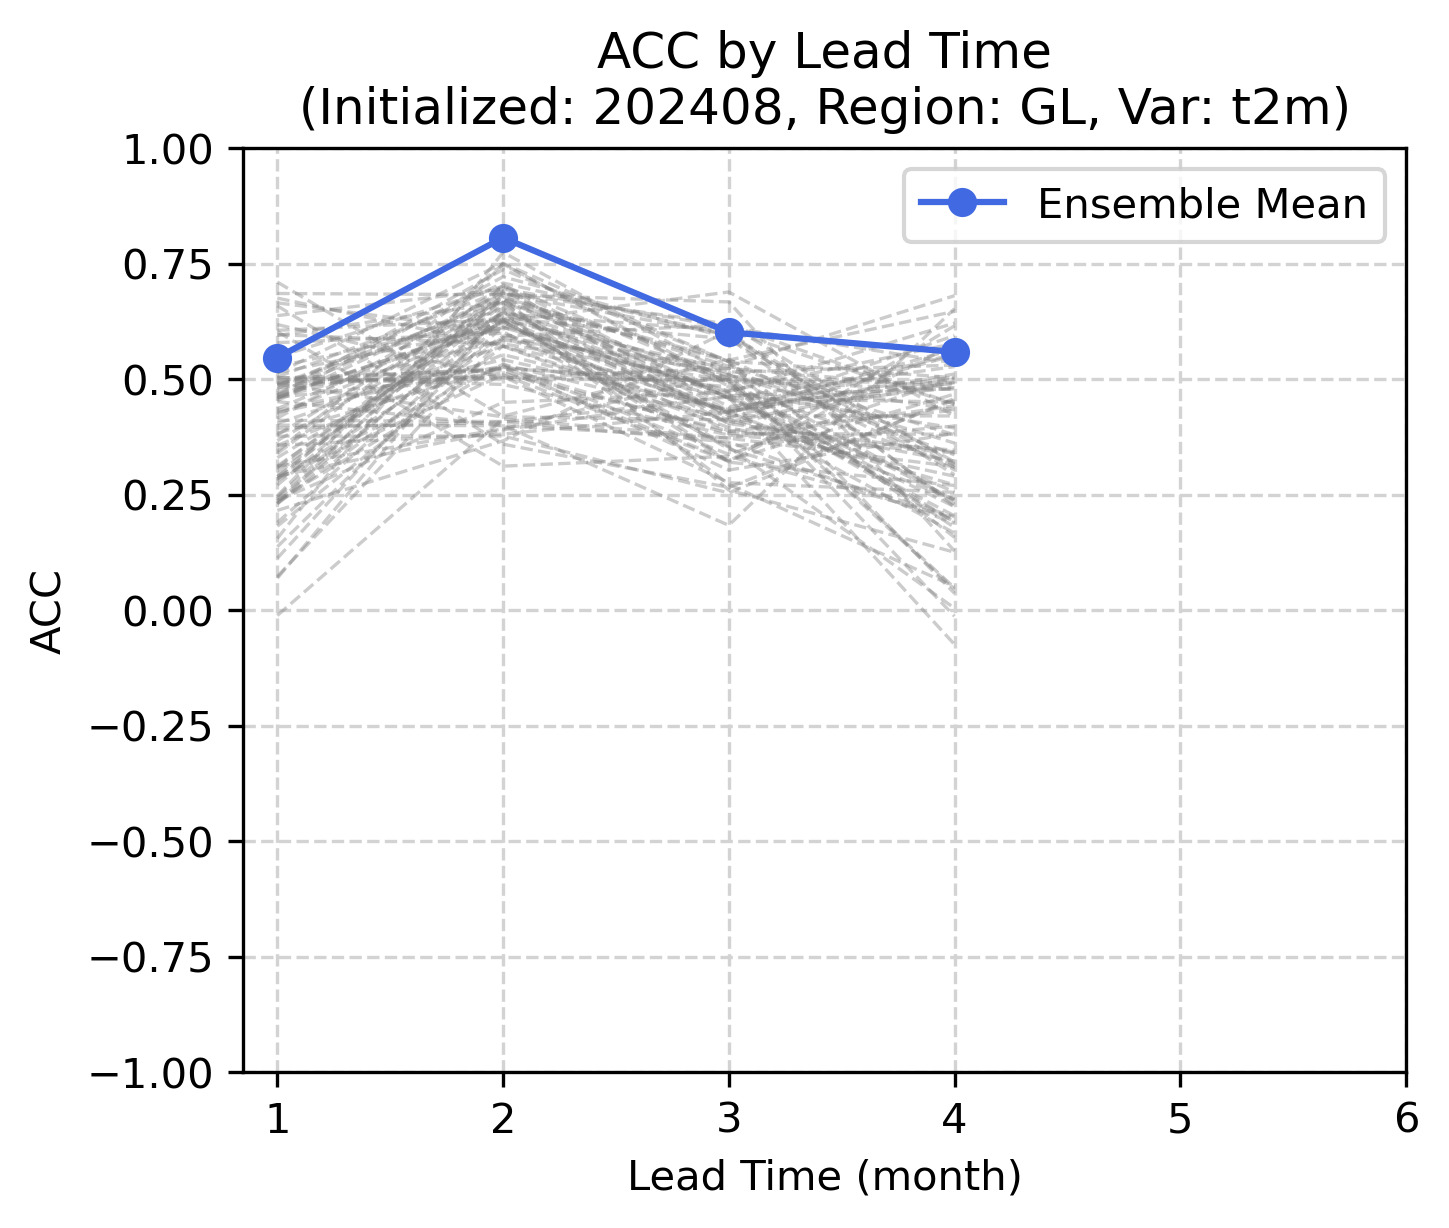 ACC by Lead Time
(Initialized: 202408, Region: GL, Var: t2m)
Ensemble Mean
1.00
0.75
0.50
0.25
0.00
−0.25
−0.50
−0.75
−1.00
ACC
1 2 3 4 5 6
Lead Time (month)